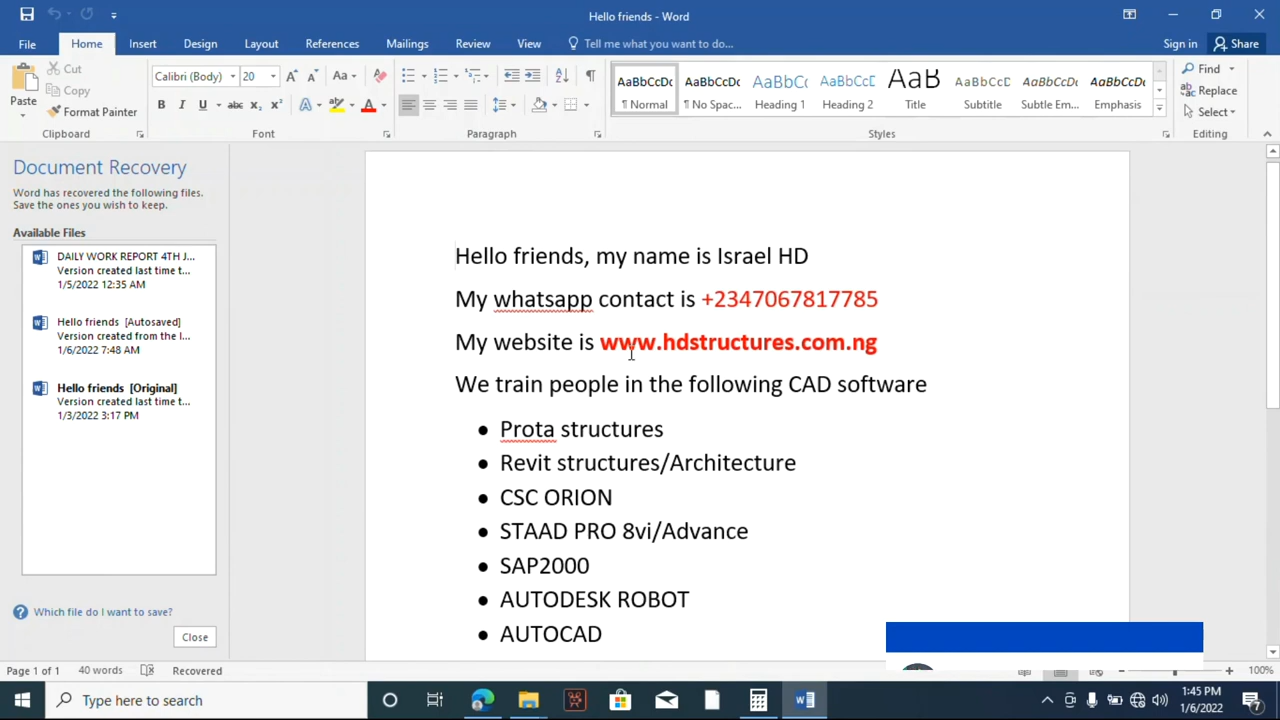 Hello friends - Word
File Home Insert Design Layout References Mailings Review View Tell me what you want to do... Sign in Share
Paste Cut Copy Format Painter
Clipboard
Calibri (Body) 20
Font
Paragraph
AaBbCcDc AaBbCcDc AaBbC( AaBbCcE AaB AaBbCcD AaBbCcDc AaBbCcDc
¶ Normal ¶ No Spac... Heading Heading 2 Title Subtitle Subtle Em... Emphasis
Styles
Find
Replace
Select
Editing
Document Recovery
Word has recovered the following files.
Save the ones you wish to keep.
Available Files
DAILY WORK REPORT 4TH J...
Version created last time t...
1/5/2022 12:35 AM
Hello friends [Autosaved]
Version created from the l...
1/6/2022 7:48 AM
Hello friends [Original]
Version created last time t...
1/3/2022 3:17 PM
Which file do I want to save?
Close
Hello friends, my name is Israel HD
My whatsapp contact is +2347067817785
My website is www.hdstructures.com.ng
We train people in the following CAD software
• Prota structures
• Revit structures/Architecture
• CSC ORION
• STAAD PRO 8vi/Advance
• SAP2000
• AUTODESK ROBOT
• AUTOCAD
Page 1 of 1 40 words Recovered 100%
Type here to search
1:45 PM
1/6/2022
7